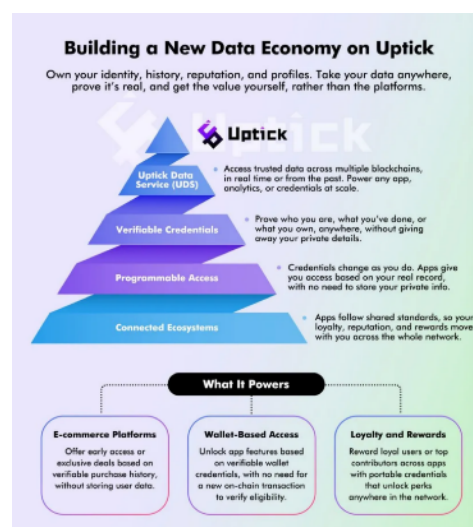 Building a New Data Economy on Uptick
Own your identity, history, reputation, and profiles. Take your data anywhere,
prove it's real, and get the value yourself, rather than the platforms.
Uptick
Uptick
Uptick Data
Service (UDS)
• Access trusted data across multiple blockchains,
in real time or from the past. Power any app,
analytics, or credentials at scale.
Verifiable Credentials
• Prove who you are, what you've done, or
what you own, anywhere, without giving
away your private details.
Programmable Access
• Credentials change as you do. Apps give
you access based on your real record,
with no need to store your private info.
Connected Ecosystems
• Apps follow shared standards, so your
loyalty, reputation, and rewards move
with you across the whole network.
What It Powers
E-commerce Platforms
Offer early access or
exclusive deals based on
verifiable purchase history,
without storing user data.
Wallet-Based Access
Unlock app features based
on verifiable wallet
credentials, with no need for
a new on-chain transaction
to verify eligibility.
Loyalty and Rewards
Reward loyal users or top
contributors across apps
with portable credentials
that unlock perks
anywhere in the network.